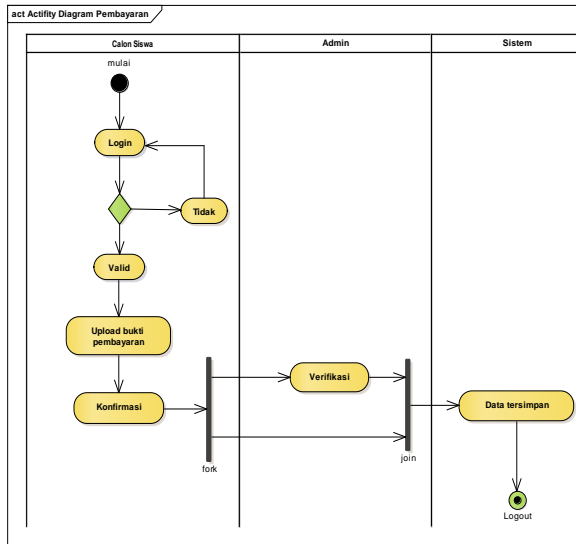 act Actifity Diagram Pembayaran
Calon Siswa
Admin
Sistem
mulai
Login
Tidak
Valid
Upload bukti
pembayaran
Verifikasi
Konfirmasi
Data tersimpan
fork
join
Logout